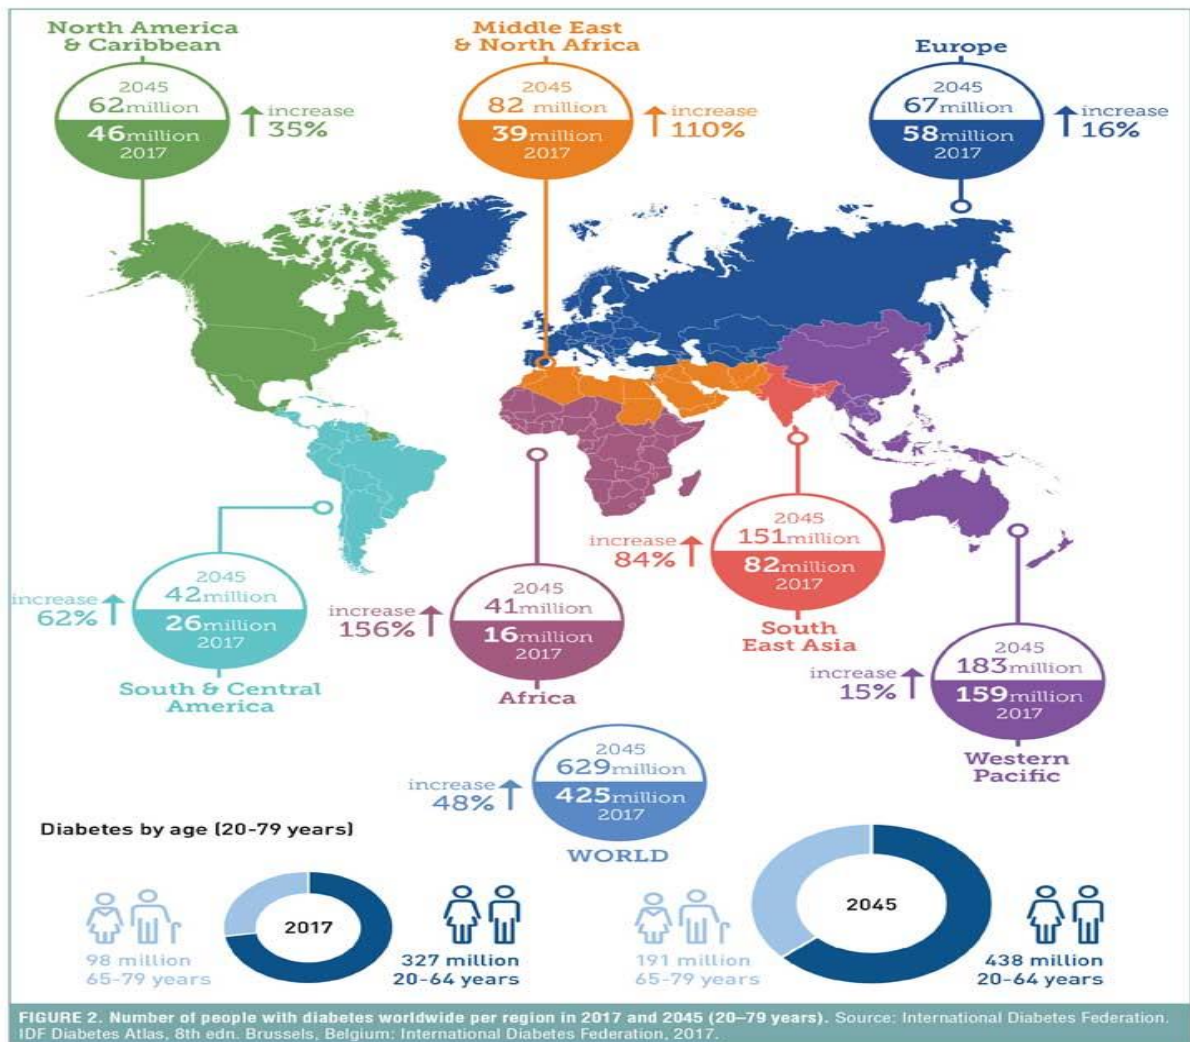 North America
& Caribbean
2045
62million
46million
2017
increase
35%
Middle East
& North Africa
2045
82 million
39million
2017
increase
110%
Europe
2045
67million
58million
2017
increase
16%
increase
62%
2045
42million
26million
2017
South & Central
America
increase
156%
2045
41million
16million
2017
Africa
increase
84%
2045
151million
82million
2017
South
East Asia
increase
15%
2045
183million
159million
2017
Western
Pacific
increase
48%
2045
629million
425million
2017
WORLD
Diabetes by age (20-79 years)
98 million
65-79 years
2017
327 million
20-64 years
191 million
65-79 years
2045
438 million
20-64 years
FIGURE 2. Number of people with diabetes worldwide per region in 2017 and 2045 (20–79 years). Source: International Diabetes Federation.
IDF Diabetes Atlas, 8th edn. Brussels, Belgium: International Diabetes Federation, 2017.